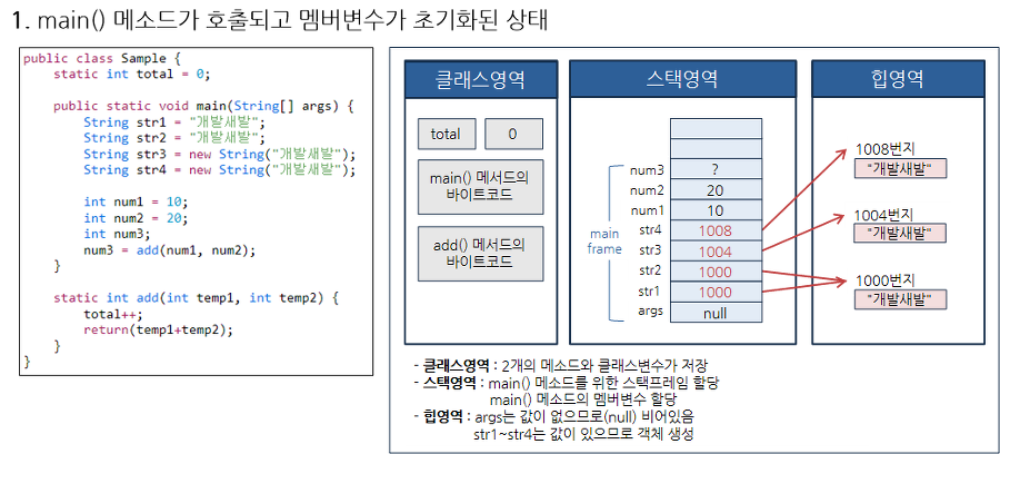 1. main() 메소드가 호출되고 멤버변수가 초기화된 상태
public class Sample {
static int total = 0;
public static void main(String[] args) {
String str1 = "개발새발";
String str2 = "개발새발";
String str3 = new String("개발새발");
String str4 = new String("개발새발");
int num1 = 10;
int num2 = 20;
int num3;
num3 = add(num1, num2);
}
static int add(int temp1, int temp2) {
total++;
return(temp1+temp2);
}
}
클래스영역
total 0
main() 메서드의
바이트코드
add() 메서드의
바이트코드
스택영역
main
frame
num3 ?
num2 20
num1 10
str4 1008
str3 1004
str2 1000
str1 1000
args null
힙영역
1008번지
"개발새발"
1004번지
"개발새발"
1000번지
"개발새발"
- 클래스영역 : 2개의 메소드와 클래스변수가 저장
- 스택영역 : main() 메소드를 위한 스택프레임 할당
main() 메소드의 멤버변수 할당
- 힙영역 : args는 값이 없으므로(null) 비어있음
str1~str4는 값이 있으므로 객체 생성